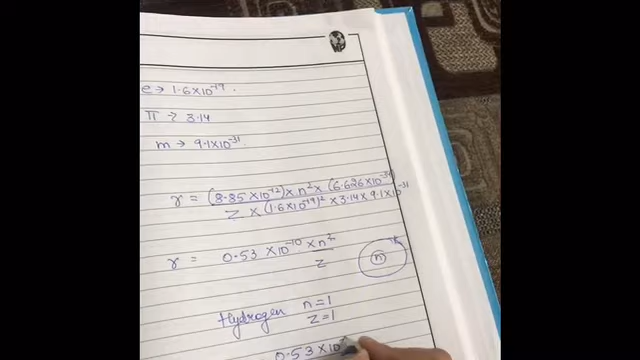 e → 1.6×10⁻¹⁹.
π → 3.14
m → 9.1×10⁻³¹.
r = (8.85×10⁻¹²)×n²×(6.626×10⁻³⁴)
Z×(1.6×10⁻¹⁹)²×3.14×9.1×10⁻³¹
r = 0.53×10⁻¹⁰×n²
Z
n
Hydrogen n=1
Z=1
0.53×10